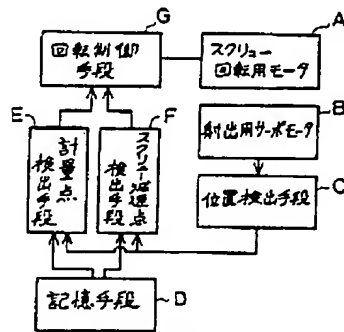 G
回転制御
手段
A
スクリュー
回転用モータ
E
計量点
検出手段
F
スクリュー減速点
検出手段
B
射出用サーボモータ
C
位置検出手段
記憶手段
D